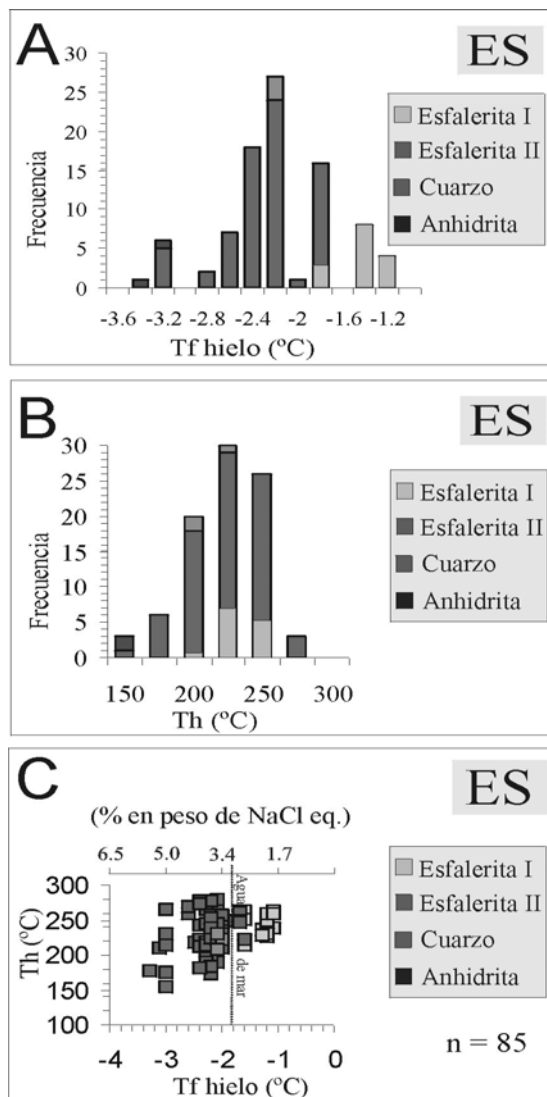 A
ES
30
25
20
15
10
5
0
Frecuencia
Esfalerita I
Esfalerita II
Cuarzo
Anhidrita
-3.6 -3.2 -2.8 -2.4 -2 -1.6 -1.2
Tf hielo (ºC)
B
ES
30
25
20
15
10
5
0
Frecuencia
Esfalerita I
Esfalerita II
Cuarzo
Anhidrita
150 200 250 300
Th (ºC)
C
ES
(% en peso de NaCl eq.)
6.5 5.0 3.4 1.7
300
250
200
150
100
Th (ºC)
Agua de mar
Esfalerita I
Esfalerita II
Cuarzo
Anhidrita
-4 -3 -2 -1 0
Tf hielo (ºC)
n = 85